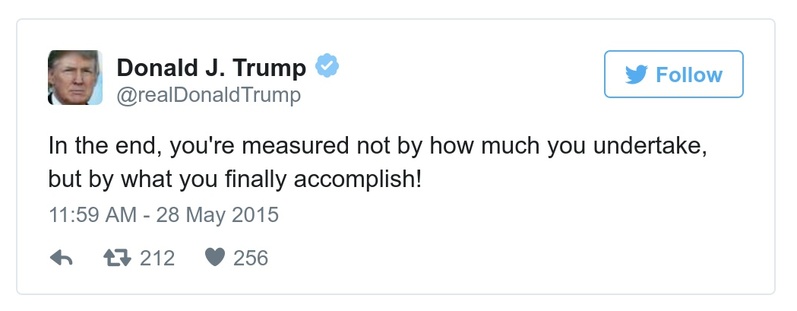 Donald J. Trump
@realDonaldTrump
Follow
In the end, you're measured not by how much you undertake,
but by what you finally accomplish!
11:59 AM - 28 May 2015
212 256